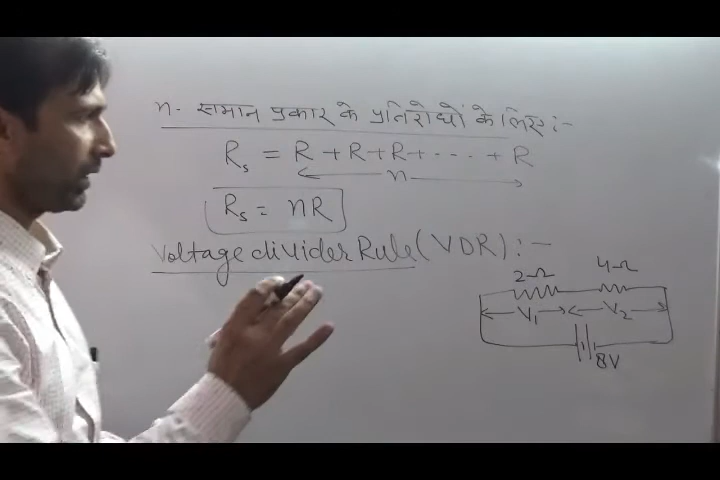 n. समान प्रकार के प्रतिरोधों के लिए:-
Rs = R + R + R + ---- + R
n
Rs = nR
Voltage divider Rule (VDR):-
2Ω 4Ω
V1 V2
8V